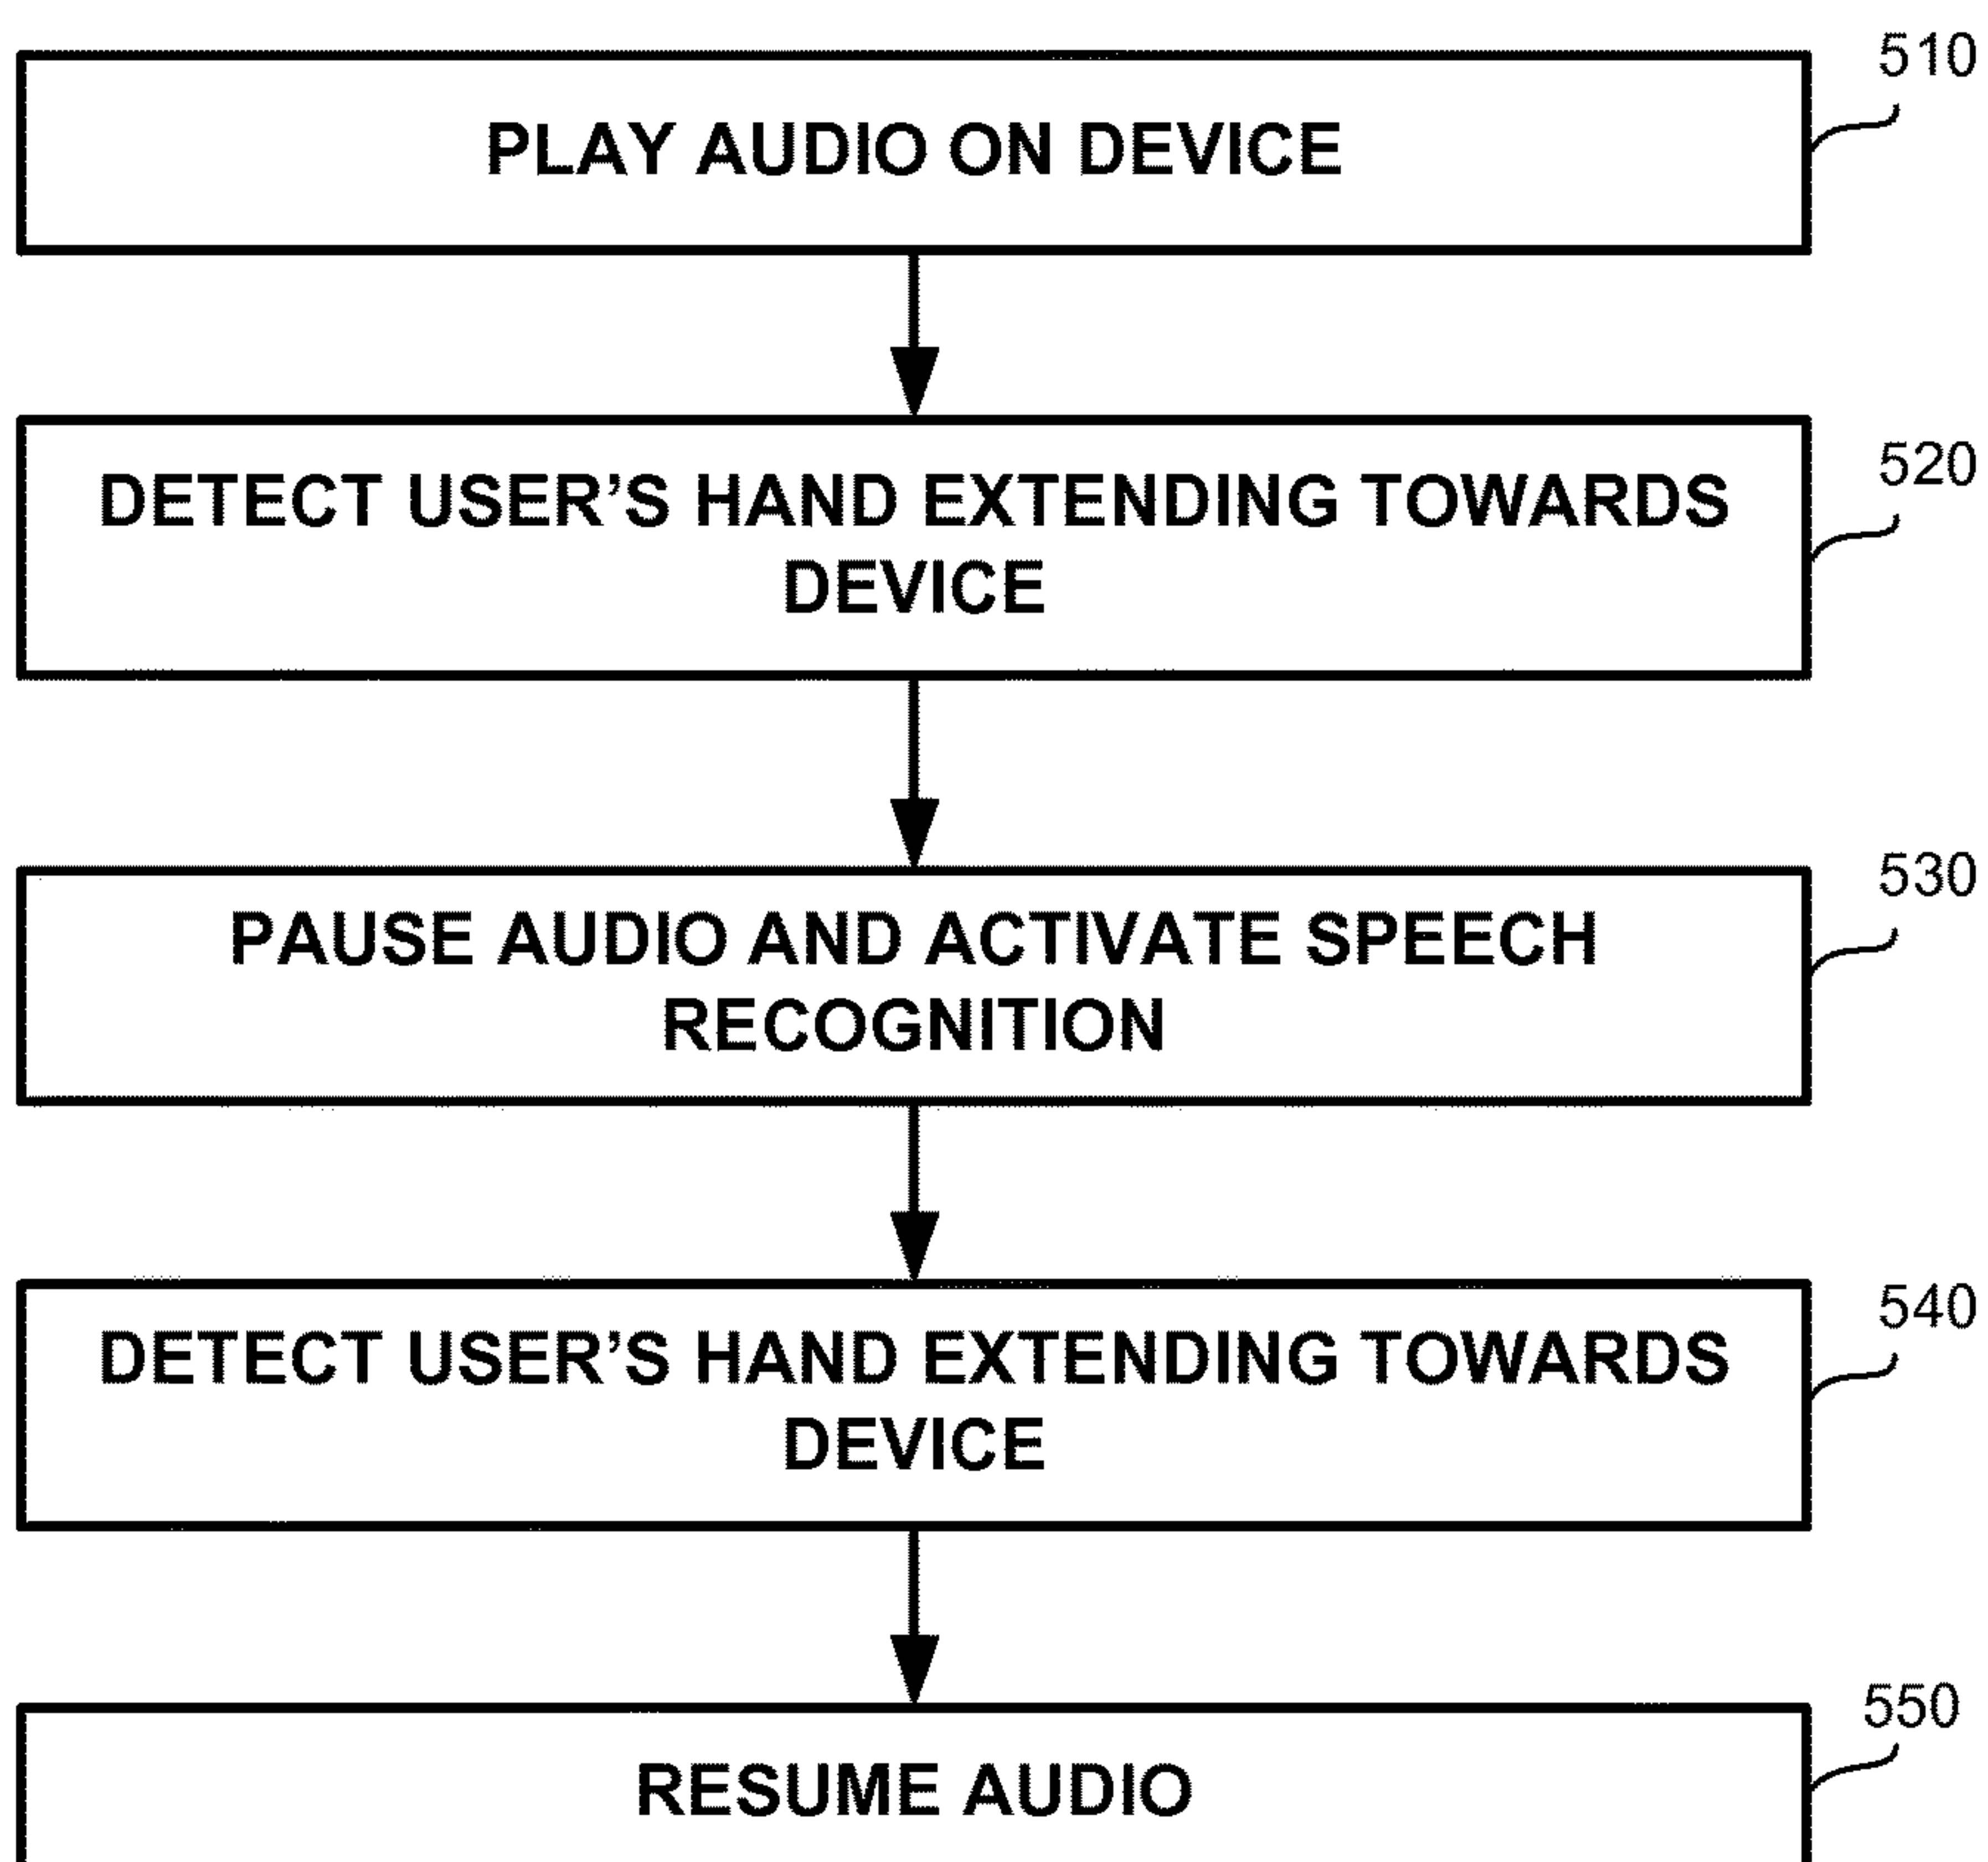 510
PLAY AUDIO ON DEVICE
520
DETECT USER’S HAND EXTENDING TOWARDS
DEVICE
530
PAUSE AUDIO AND ACTIVATE SPEECH
RECOGNITION
540
DETECT USER’S HAND EXTENDING TOWARDS
DEVICE
550
RESUME AUDIO